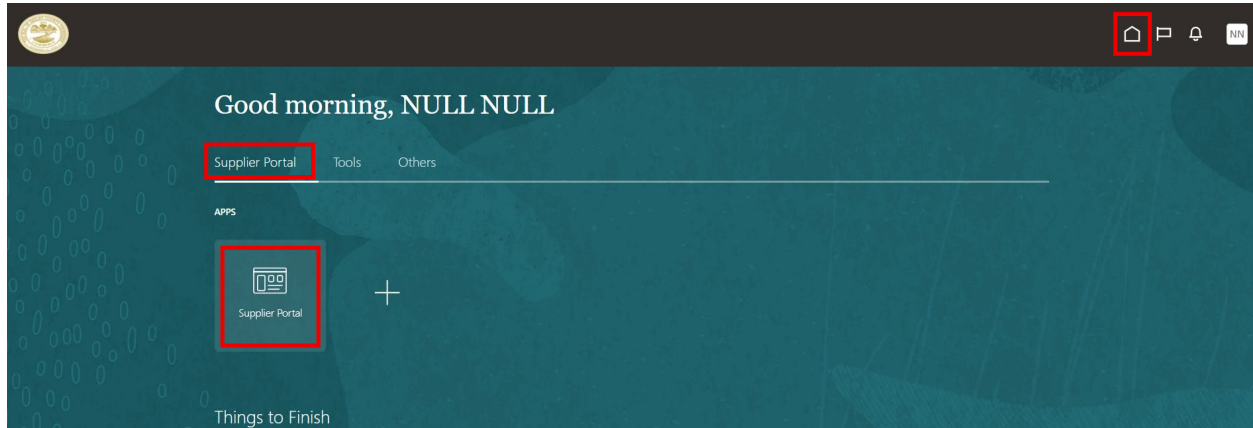 NN
Good morning, NULL NULL
Supplier Portal Tools Others
APPS
Supplier Portal
Things to Finish